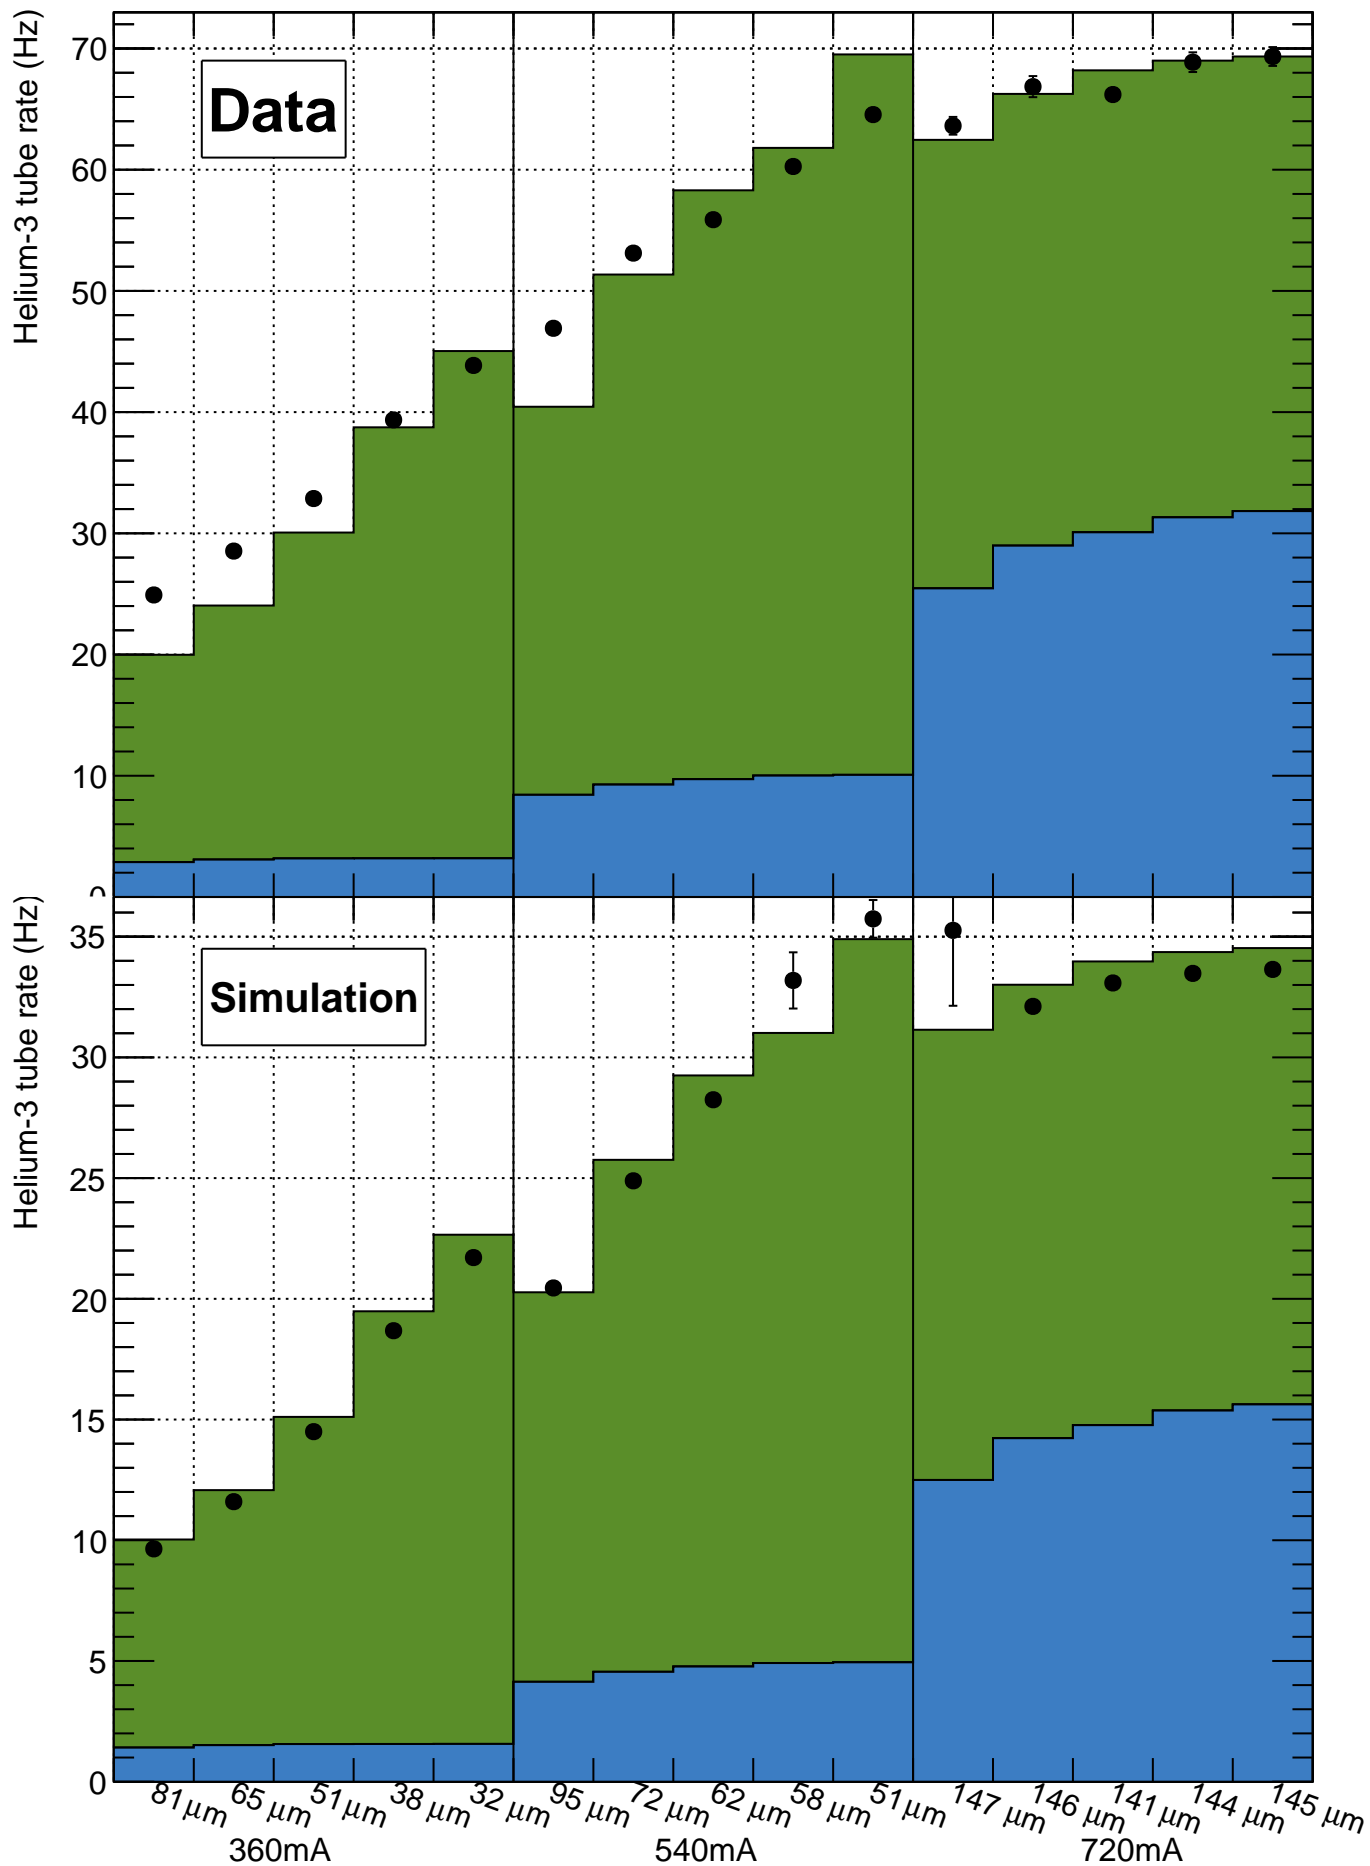 Helium-3 tube rate (Hz)
Data
70
60
50
40
30
20
10
0
Helium-3 tube rate (Hz)
Simulation
35
30
25
20
15
10
5
0
81 μm 65 μm 51 μm 38 μm 32 μm 95 μm 72 μm 62 μm 58 μm 51 μm 147 μm 146 μm 141 μm 144 μm 145 μm
360mA 540mA 720mA